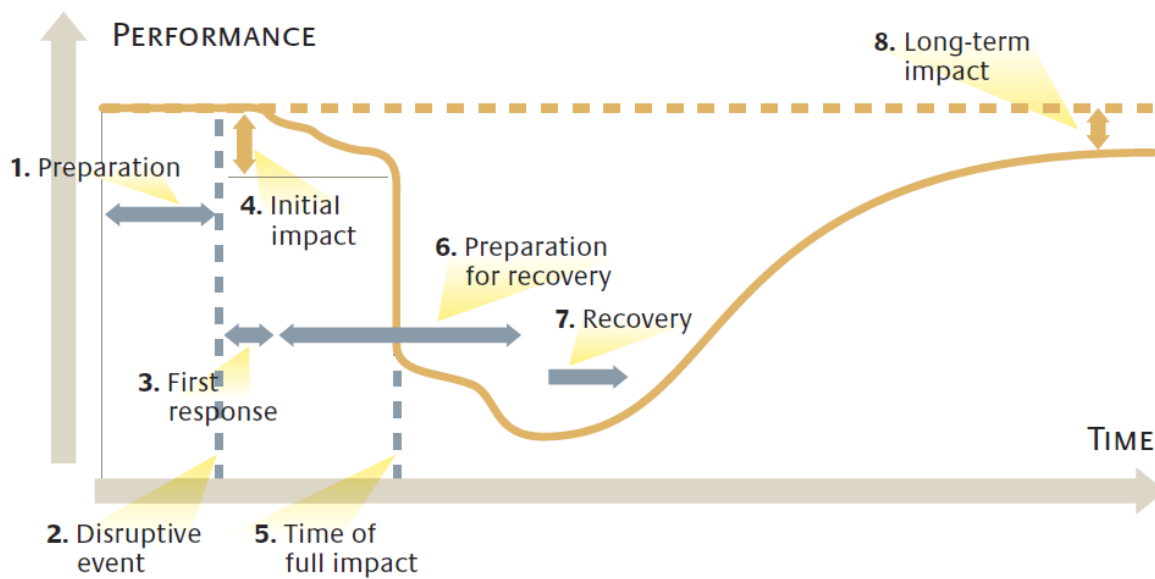 PERFORMANCE
8. Long-term
impact
1. Preparation
4. Initial
impact
6. Preparation
for recovery
7. Recovery
3. First
response
TIME
2. Disruptive
event
5. Time of
full impact